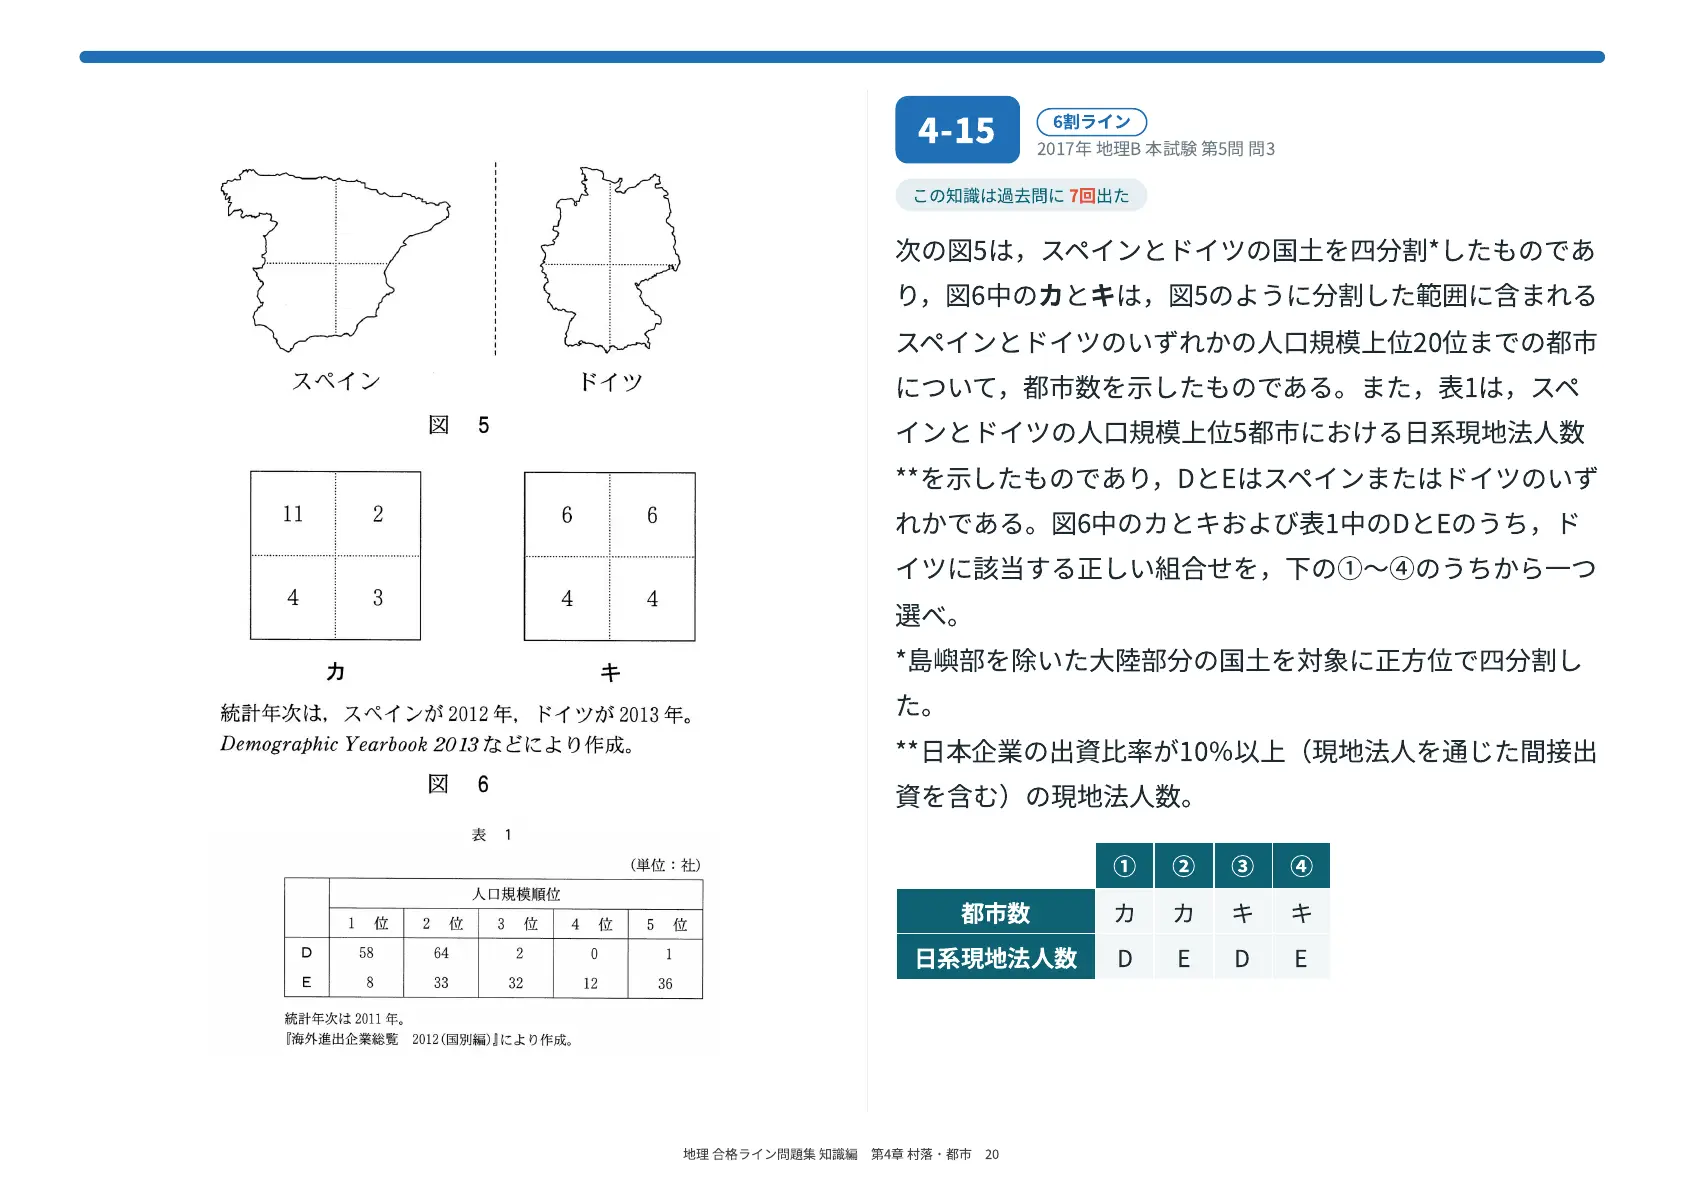 スペイン
ドイツ
図 5
11 2
4 3
カ
6 6
4 4
キ
統計年次は，スペインが 2012 年，ドイツが 2013 年。
Demographic Yearbook 2013 などにより作成。
図 6
表 1
（単位：社）
人口規模順位
1 位 2 位 3 位 4 位 5 位
D 58 64 2 0 1
E 8 33 32 12 36
統計年次は 2011 年。
『海外進出企業総覧　2012（国別編）』により作成。
4-15
6割ライン
2017年 地理B 本試験 第5問 問3
この知識は過去問に 7回出た
次の図5は，スペインとドイツの国土を四分割*したものであ
り，図6中のカとキは，図5のように分割した範囲に含まれる
スペインとドイツのいずれかの人口規模上位20位までの都市
について，都市数を示したものである。また，表1は，スペ
インとドイツの人口規模上位5都市における日系現地法人数
**を示したものであり，DとEはスペインまたはドイツのいず
れかである。図6中のカとキおよび表1中のDとEのうち，ド
イツに該当する正しい組合せを，下の①～④のうちから一つ
選べ。
*島嶼部を除いた大陸部分の国土を対象に正方位で四分割し
た。
**日本企業の出資比率が10%以上（現地法人を通じた間接出
資を含む）の現地法人数。
① ② ③ ④
都市数 カ カ キ キ
日系現地法人数 D E D E
地理 合格ライン問題集 知識編　第4章 村落・都市　20